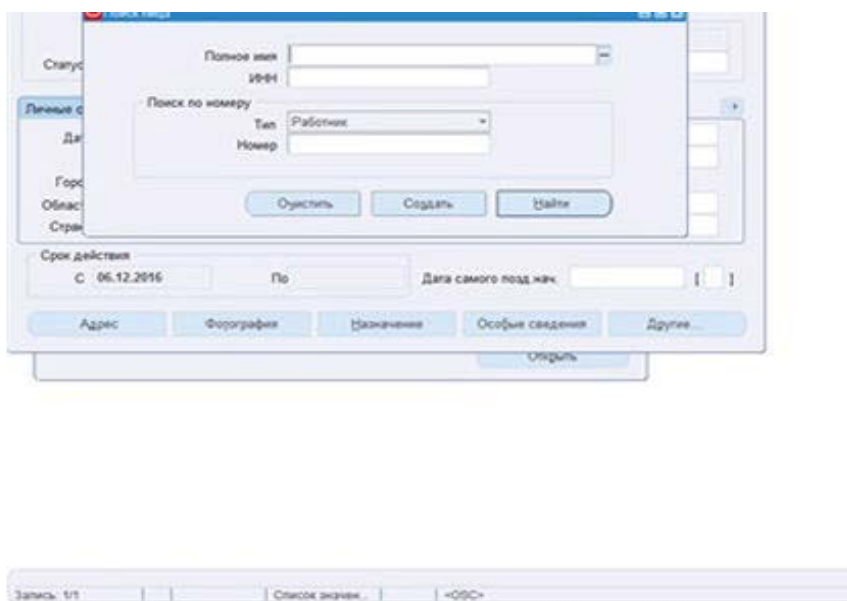 Поиск лица
Статус
Полное имя
ИНН
Личные с
Поиск по номеру
Тип Работник
Номер
Дат
Горо
Област
Стран
Очистить Создать Найти
Срок действия
С 06.12.2016 По Дата самого позд.нач. [ ]
Адрес Фотография Назначение Особые сведения Другие...
Открыть
Запись: 1/1 Список значен... <OSC>